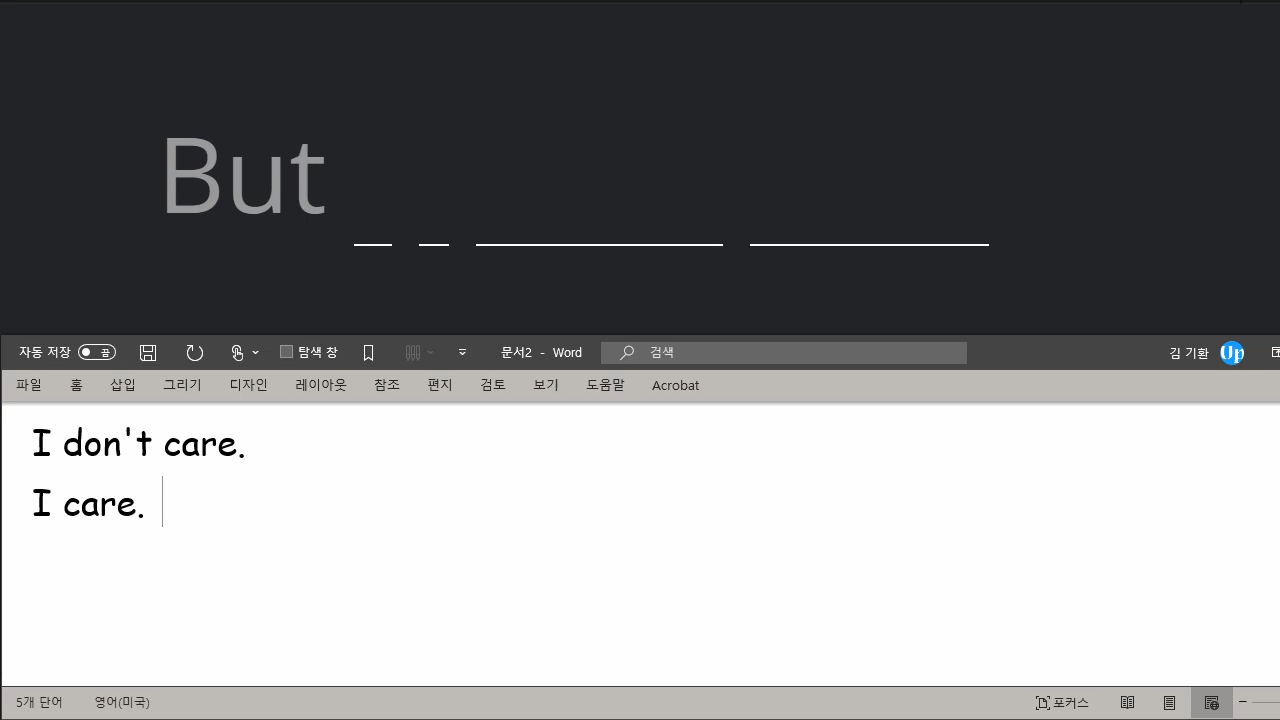 But
자동 저장 끔 탐색 창 문서2 - Word 검색 김 기환 Up
파일 홈 삽입 그리기 디자인 레이아웃 참조 편지 검토 보기 도움말 Acrobat
I don't care.
I care.
5개 단어 영어(미국) 포커스